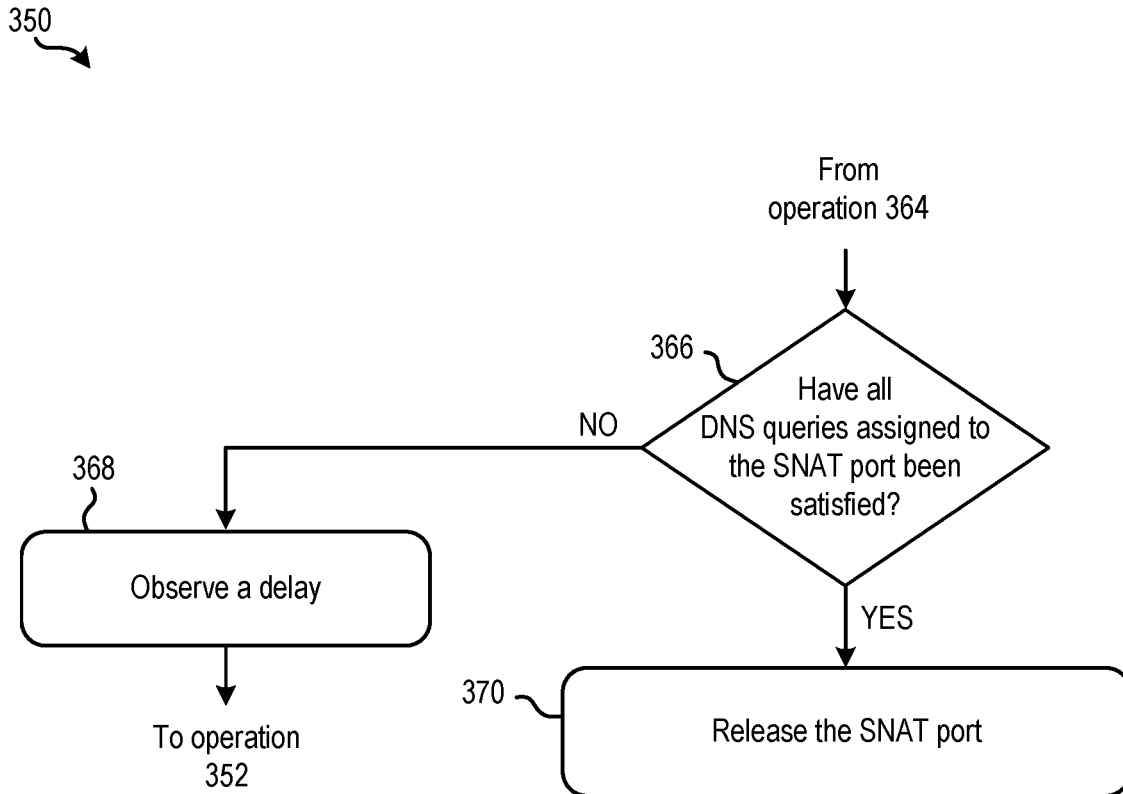 350
From
operation 364
366
Have all
DNS queries assigned to
the SNAT port been
satisfied?
NO
368
Observe a delay
YES
370
Release the SNAT port
To operation
352